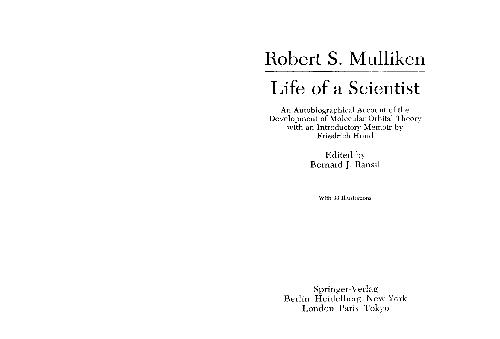 Robert S. Mulliken
Life of a Scientist
An Autobiographical Account of the
Development of Molecular Orbital Theory
with an Introductory Memoir by
Friedrich Hund
Edited by
Bernard J. Ransil
With Illustrations
Springer-Verlag
Berlin Heidelberg New York
London Paris Tokyo